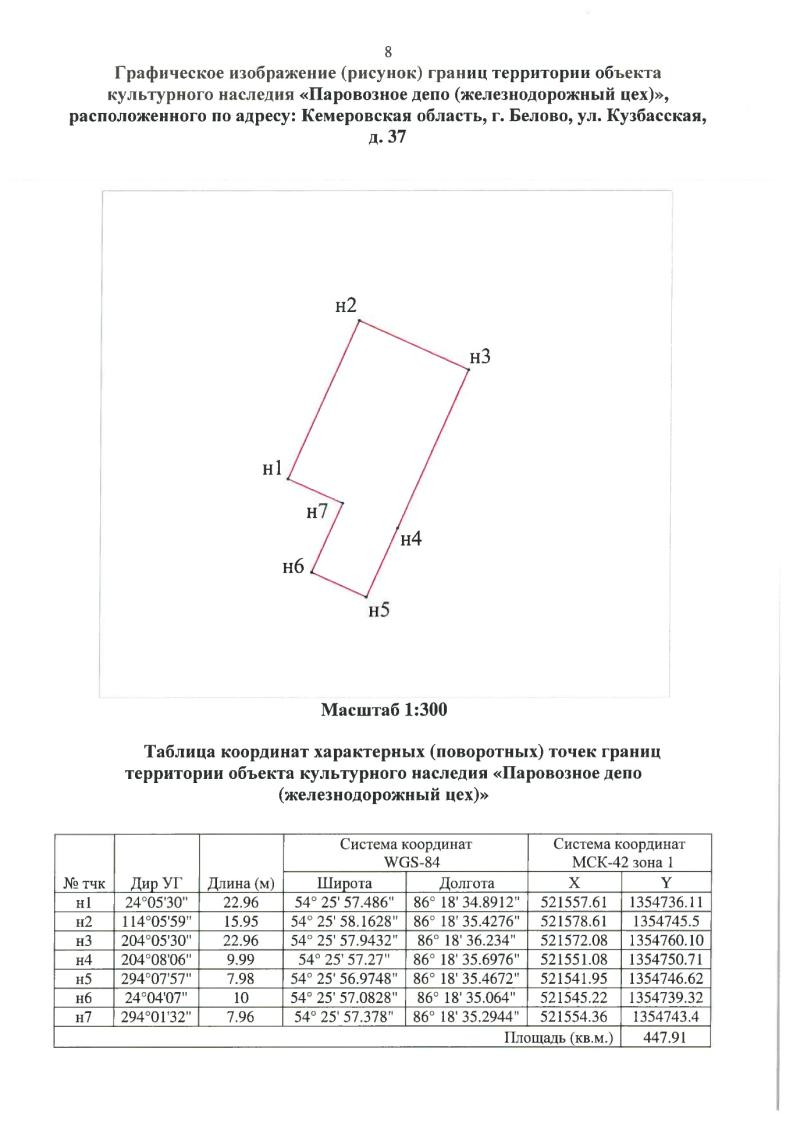 8
Графическое изображение (рисунок) границ территории объекта
культурного наследия «Паровозное депо (железнодорожный цех)»,
расположенного по адресу: Кемеровская область, г. Белово, ул. Кузбасская,
д. 37
н2
н3
н1
н7
н4
н6
н5
Масштаб 1:300
Таблица координат характерных (поворотных) точек границ
территории объекта культурного наследия «Паровозное депо
(железнодорожный цех)»
Система координат WGS-84 Система координат МСК-42 зона 1
№ тчк Дир УГ Длина (м) Широта Долгота X Y
н1 24°05'30" 22.96 54° 25' 57.486" 86° 18' 34.8912" 521557.61 1354736.11
н2 114°05'59" 15.95 54° 25' 58.1628" 86° 18' 35.4276" 521578.61 1354745.5
н3 204°05'30" 22.96 54° 25' 57.9432" 86° 18' 36.234" 521572.08 1354760.10
н4 204°08'06" 9.99 54° 25' 57.27" 86° 18' 35.6976" 521551.08 1354750.71
н5 294°07'57" 7.98 54° 25' 56.9748" 86° 18' 35.4672" 521541.95 1354746.62
н6 24°04'07" 10 54° 25' 57.0828" 86° 18' 35.064" 521545.22 1354739.32
н7 294°01'32" 7.96 54° 25' 57.378" 86° 18' 35.2944" 521554.36 1354743.4
Площадь (кв.м.) 447.91